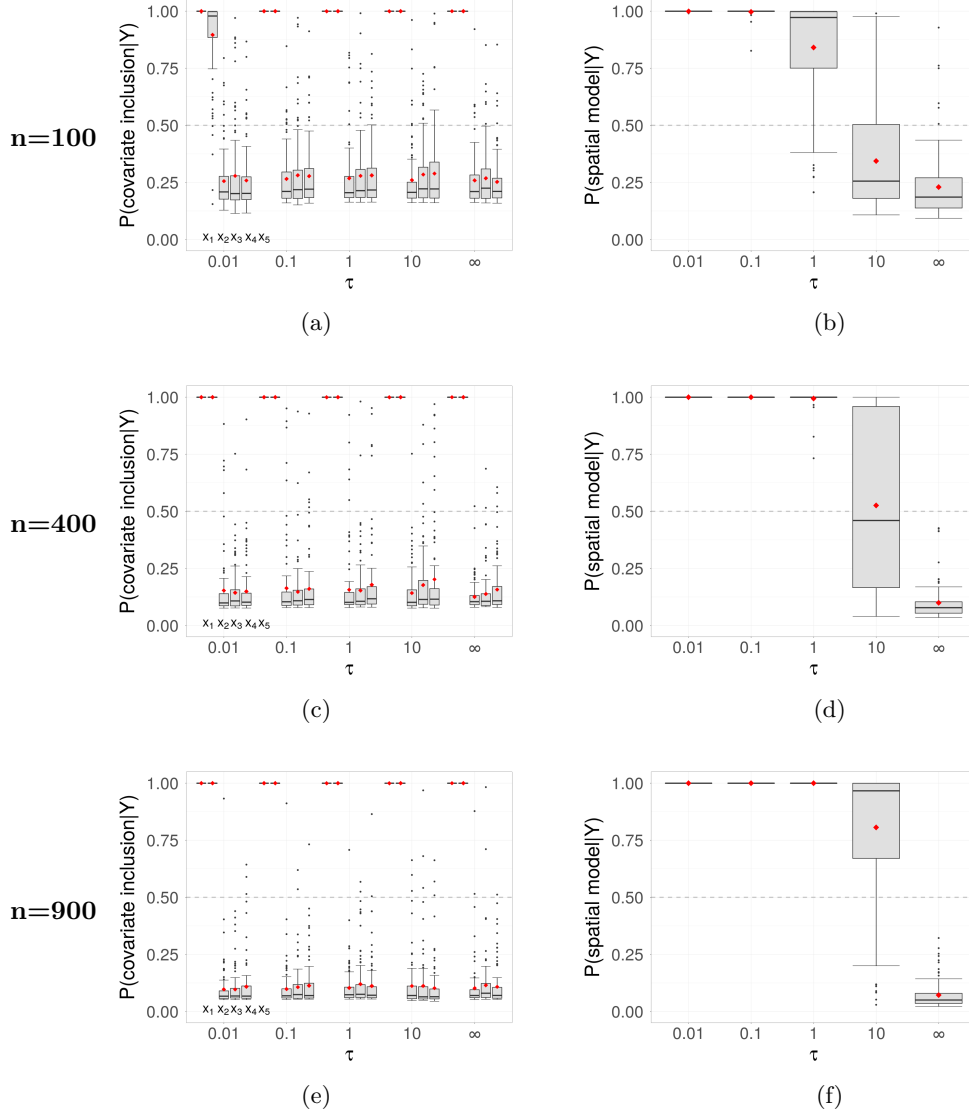 n=100
P(covariate inclusion|Y)
1.00
0.75
0.50
0.25
0.00
x₁ x₂ x₃ x₄ x₅
0.01 0.1 1 10 ∞
τ
(a)
P(spatial model|Y)
1.00
0.75
0.50
0.25
0.00
0.01 0.1 1 10 ∞
τ
(b)
n=400
P(covariate inclusion|Y)
1.00
0.75
0.50
0.25
0.00
x₁ x₂ x₃ x₄ x₅
0.01 0.1 1 10 ∞
τ
(c)
P(spatial model|Y)
1.00
0.75
0.50
0.25
0.00
0.01 0.1 1 10 ∞
τ
(d)
n=900
P(covariate inclusion|Y)
1.00
0.75
0.50
0.25
0.00
x₁ x₂ x₃ x₄ x₅
0.01 0.1 1 10 ∞
τ
(e)
P(spatial model|Y)
1.00
0.75
0.50
0.25
0.00
0.01 0.1 1 10 ∞
τ
(f)